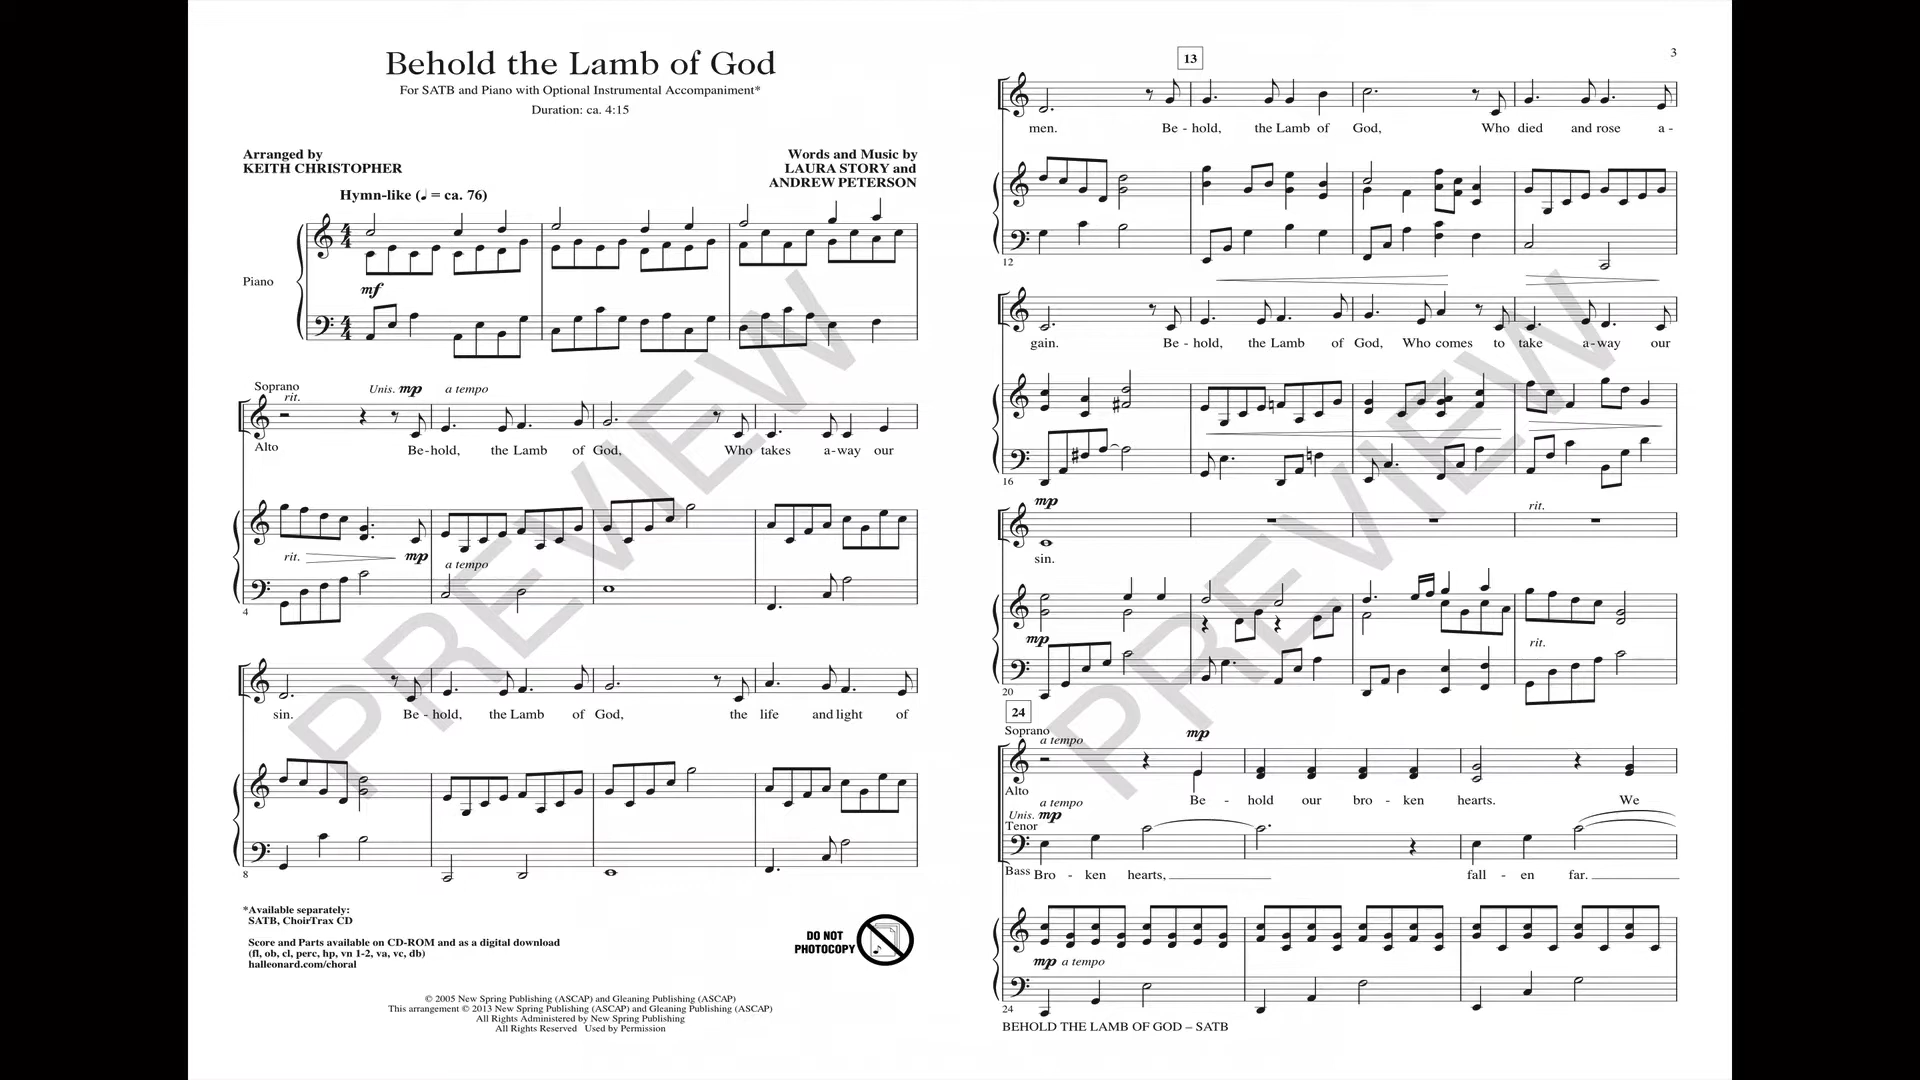 Behold the Lamb of God
For SATB and Piano with Optional Instrumental Accompaniment*
Duration: ca. 4:15
Arranged by
KEITH CHRISTOPHER
Words and Music by
LAURA STORY and
ANDREW PETERSON
Hymn-like (♩ = ca. 76)
Piano
mf
Soprano
rit. Unis. mp a tempo
Alto
Be-hold, the Lamb of God, Who takes a-way our
rit. mp a tempo
4
sin. Be - hold, the Lamb of God, the life and light of
8
*Available separately:
SATB, ChoirTrax CD
Score and Parts available on CD-ROM and as a digital download
(fl, ob, cl, perc, hp, vn 1-2, va, vc, db)
halleonard.com/choral
DO NOT
PHOTOCOPY
© 2005 New Spring Publishing (ASCAP) and Gleaning Publishing (ASCAP)
This arrangement © 2013 New Spring Publishing (ASCAP) and Gleaning Publishing (ASCAP)
All Rights Administered by New Spring Publishing
All Rights Reserved Used by Permission
PREVIEW
3
13
men. Be - hold, the Lamb of God, Who died and rose a -
12
gain. Be - hold, the Lamb of God, Who comes to take a-way our
16
mp rit.
sin.
mp rit.
20
24
Soprano
a tempo mp
Alto
Be - hold our bro - ken hearts. We
a tempo
Unis. mp
Tenor
Bass
Bro - ken hearts, fall - en far.
mp a tempo
24
BEHOLD THE LAMB OF GOD – SATB
PREVIEW